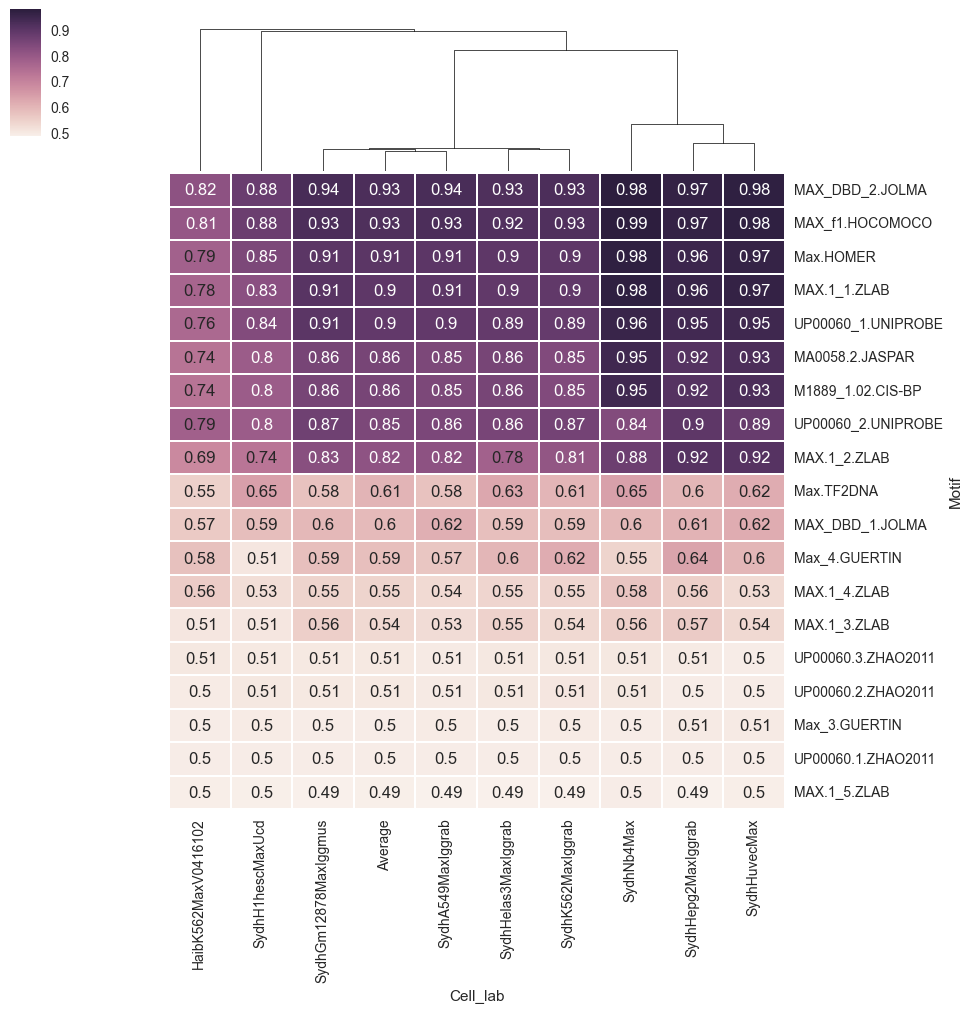 0.9
0.8
0.7
0.6
0.5
0.82 0.88 0.94 0.93 0.94 0.93 0.93 0.98 0.97 0.98 MAX_DBD_2.JOLMA
0.81 0.88 0.93 0.93 0.93 0.92 0.93 0.99 0.97 0.98 MAX_f1.HOCOMOCO
0.79 0.85 0.91 0.91 0.91 0.9 0.9 0.98 0.96 0.97 Max.HOMER
0.78 0.83 0.91 0.9 0.91 0.9 0.9 0.98 0.96 0.97 MAX.1_1.ZLAB
0.76 0.84 0.91 0.9 0.9 0.89 0.89 0.96 0.95 0.95 UP00060_1.UNIPROBE
0.74 0.8 0.86 0.86 0.85 0.86 0.85 0.95 0.92 0.93 MA0058.2.JASPAR
0.74 0.8 0.86 0.86 0.85 0.86 0.85 0.95 0.92 0.93 M1889_1.02.CIS-BP
0.79 0.8 0.87 0.85 0.86 0.86 0.87 0.84 0.9 0.89 UP00060_2.UNIPROBE
0.69 0.74 0.83 0.82 0.82 0.78 0.81 0.88 0.92 0.92 MAX.1_2.ZLAB
0.55 0.65 0.58 0.61 0.58 0.63 0.61 0.65 0.6 0.62 Max.TF2DNA
0.57 0.59 0.6 0.6 0.62 0.59 0.59 0.6 0.61 0.62 MAX_DBD_1.JOLMA
0.58 0.51 0.59 0.59 0.57 0.6 0.62 0.55 0.64 0.6 Max_4.GUERTIN
0.56 0.53 0.55 0.55 0.54 0.55 0.55 0.58 0.56 0.53 MAX.1_4.ZLAB
0.51 0.51 0.56 0.54 0.53 0.55 0.54 0.56 0.57 0.54 MAX.1_3.ZLAB
0.51 0.51 0.51 0.51 0.51 0.51 0.51 0.51 0.51 0.5 UP00060.3.ZHAO2011
0.5 0.51 0.51 0.51 0.51 0.51 0.51 0.51 0.5 0.5 UP00060.2.ZHAO2011
0.5 0.5 0.5 0.5 0.5 0.5 0.5 0.5 0.51 0.51 Max_3.GUERTIN
0.5 0.5 0.5 0.5 0.5 0.5 0.5 0.5 0.5 0.5 UP00060.1.ZHAO2011
0.5 0.5 0.49 0.49 0.49 0.49 0.49 0.5 0.49 0.5 MAX.1_5.ZLAB
Motif
HaibK562MaxV0416102
SydhH1hescMaxUcd
SydhGm12878MaxIggmus
Average
SydhA549MaxIggrab
SydhHelas3MaxIggrab
SydhK562MaxIggrab
SydhNb4Max
SydhHepg2MaxIggrab
SydhHuvecMax
Cell_lab